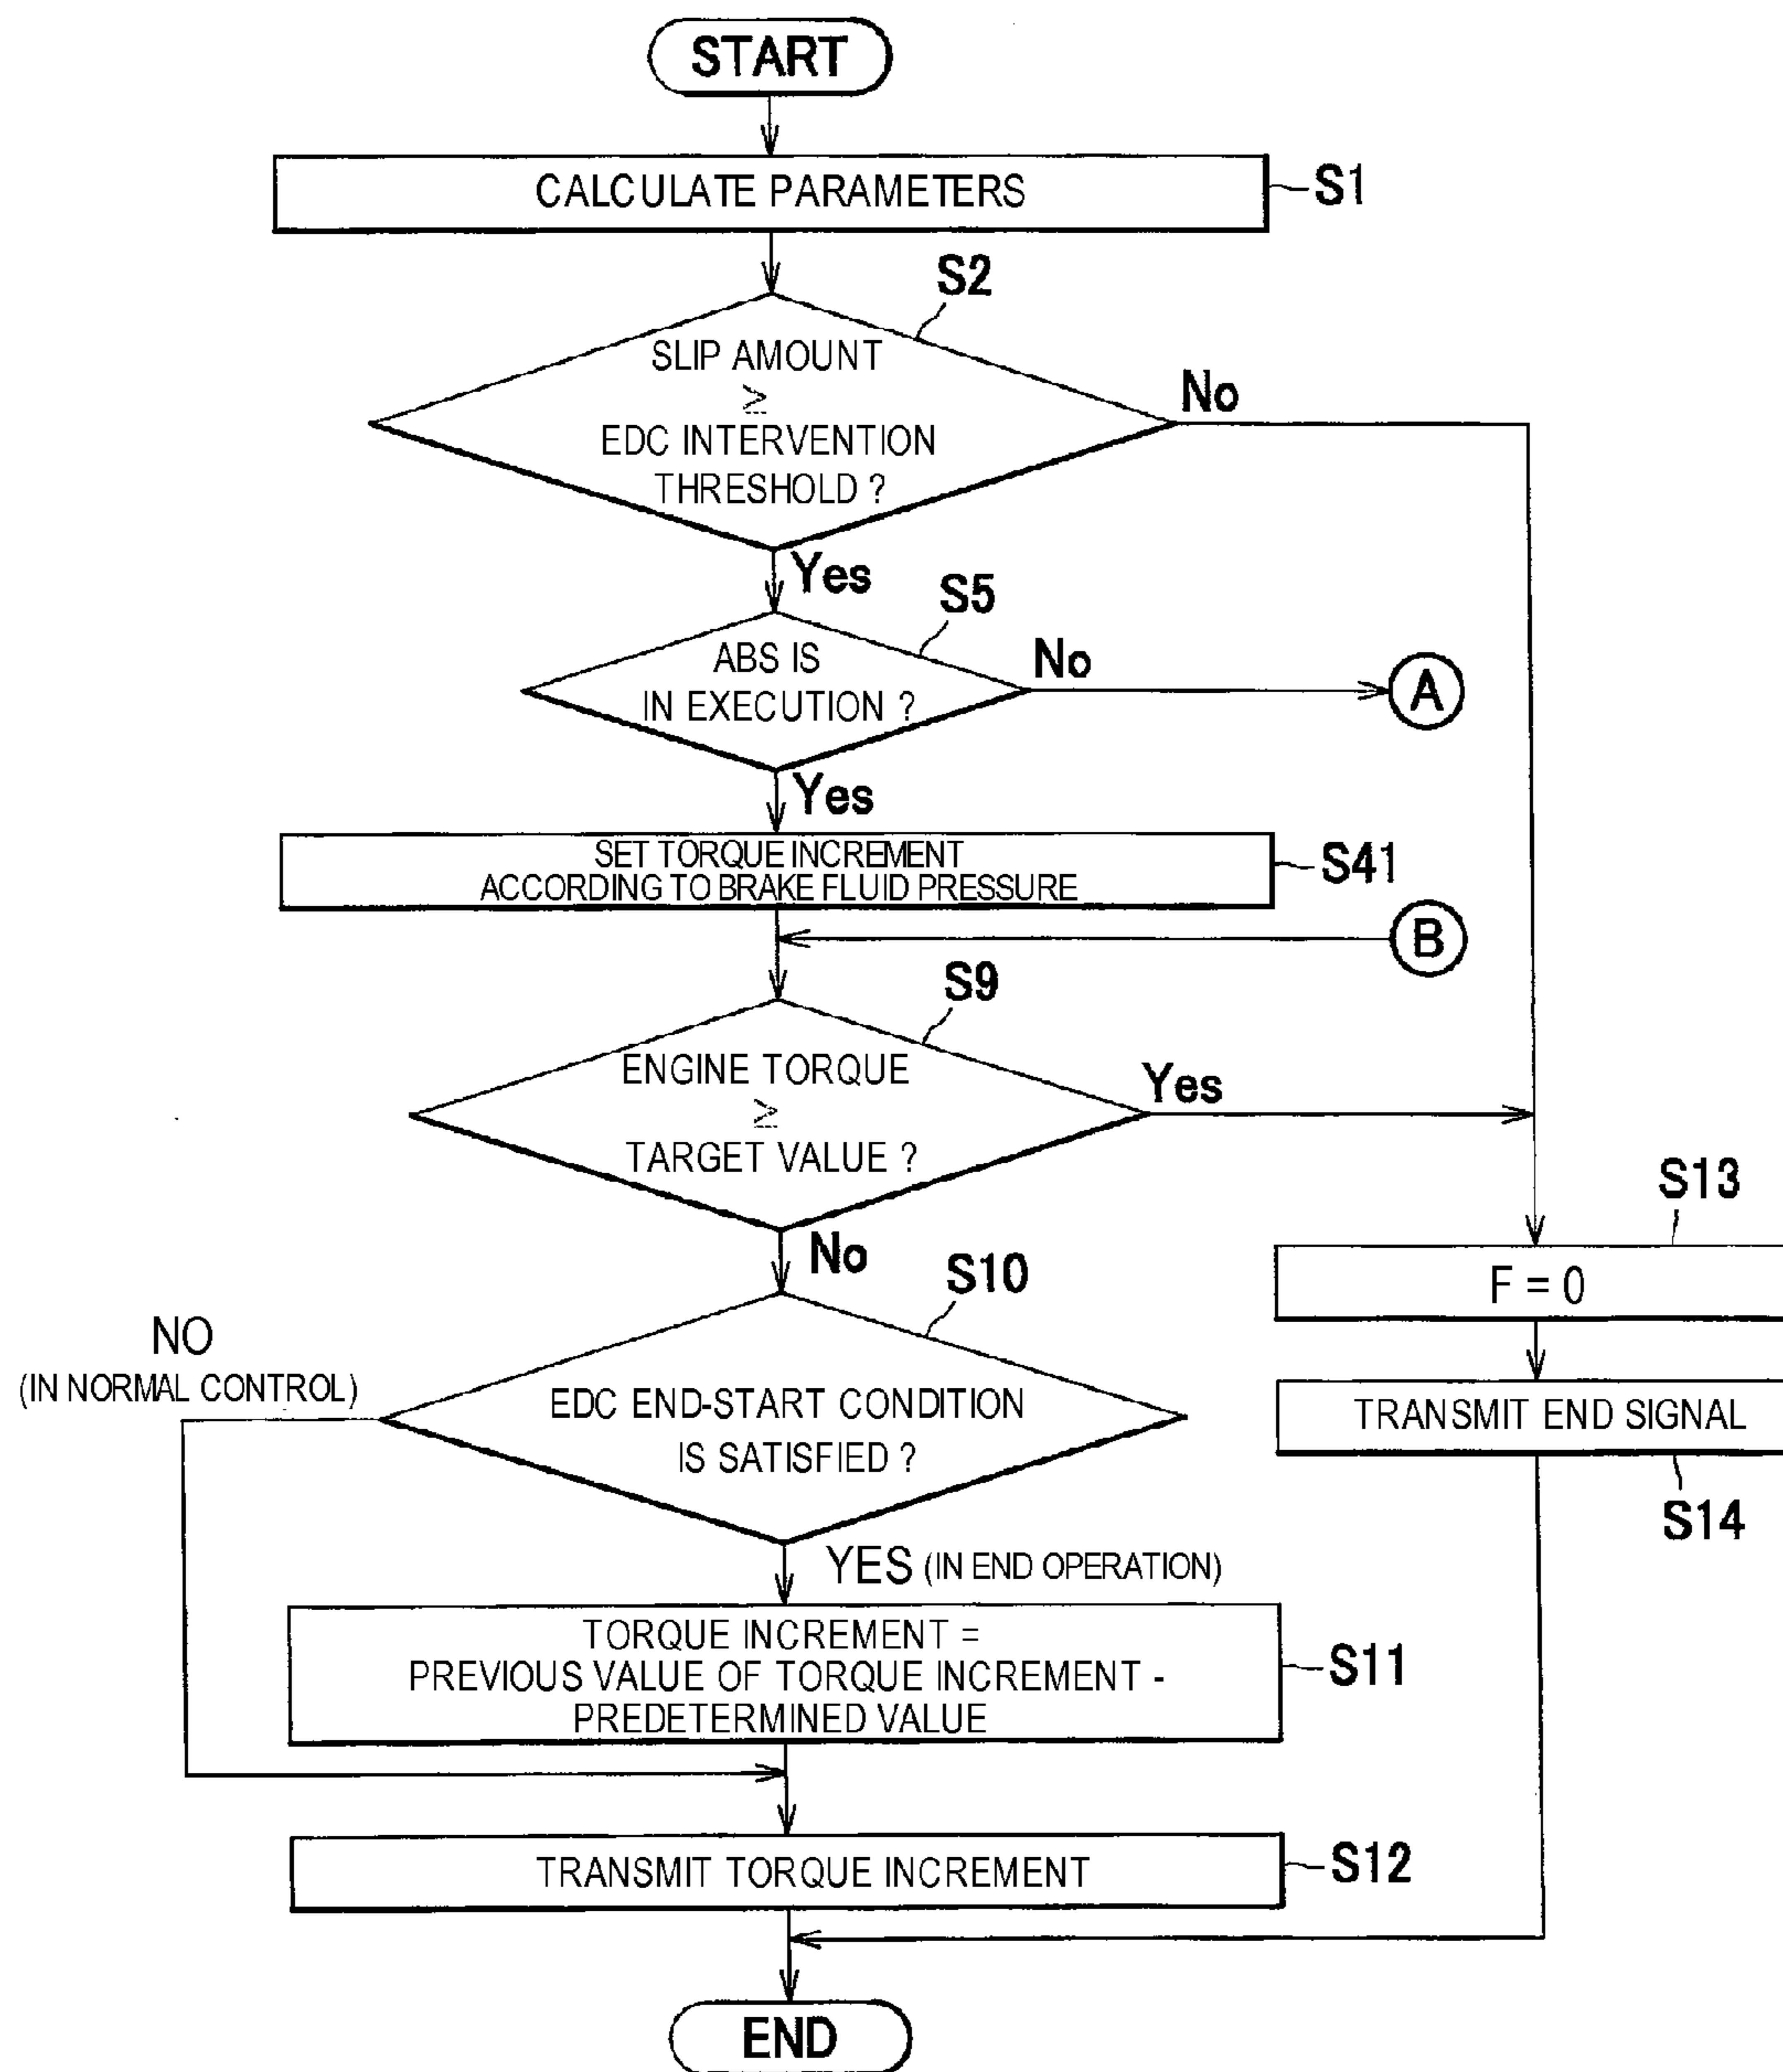 START
CALCULATE PARAMETERS
S1
S2
SLIP AMOUNT
≥
EDC INTERVENTION
THRESHOLD ?
No
Yes
S5
ABS IS
IN EXECUTION ?
No
A
Yes
SET TORQUE INCREMENT
ACCORDING TO BRAKE FLUID PRESSURE
S41
B
S9
ENGINE TORQUE
≥
TARGET VALUE ?
Yes
No
S13
F = 0
S10
NO
(IN NORMAL CONTROL)
EDC END-START CONDITION
IS SATISFIED ?
TRANSMIT END SIGNAL
S14
YES (IN END OPERATION)
TORQUE INCREMENT =
PREVIOUS VALUE OF TORQUE INCREMENT -
PREDETERMINED VALUE
S11
TRANSMIT TORQUE INCREMENT
S12
END